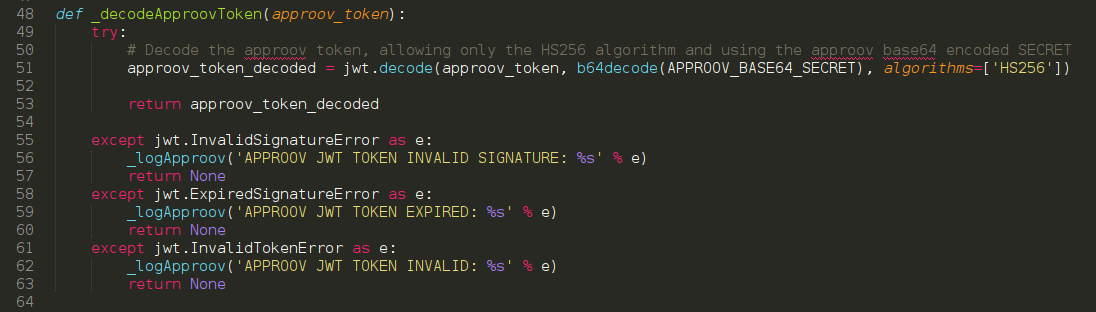 48 def _decodeApproovToken(approov_token):
49     try:
50         # Decode the approov token, allowing only the HS256 algorithm and using the approov base64 encoded SECRET
51         approov_token_decoded = jwt.decode(approov_token, b64decode(APPROOV_BASE64_SECRET), algorithms=['HS256'])
52
53         return approov_token_decoded
54
55     except jwt.InvalidSignatureError as e:
56         _logApproov('APPROOV JWT TOKEN INVALID SIGNATURE: %s' % e)
57         return None
58     except jwt.ExpiredSignatureError as e:
59         _logApproov('APPROOV JWT TOKEN EXPIRED: %s' % e)
60         return None
61     except jwt.InvalidTokenError as e:
62         _logApproov('APPROOV JWT TOKEN INVALID: %s' % e)
63         return None
64